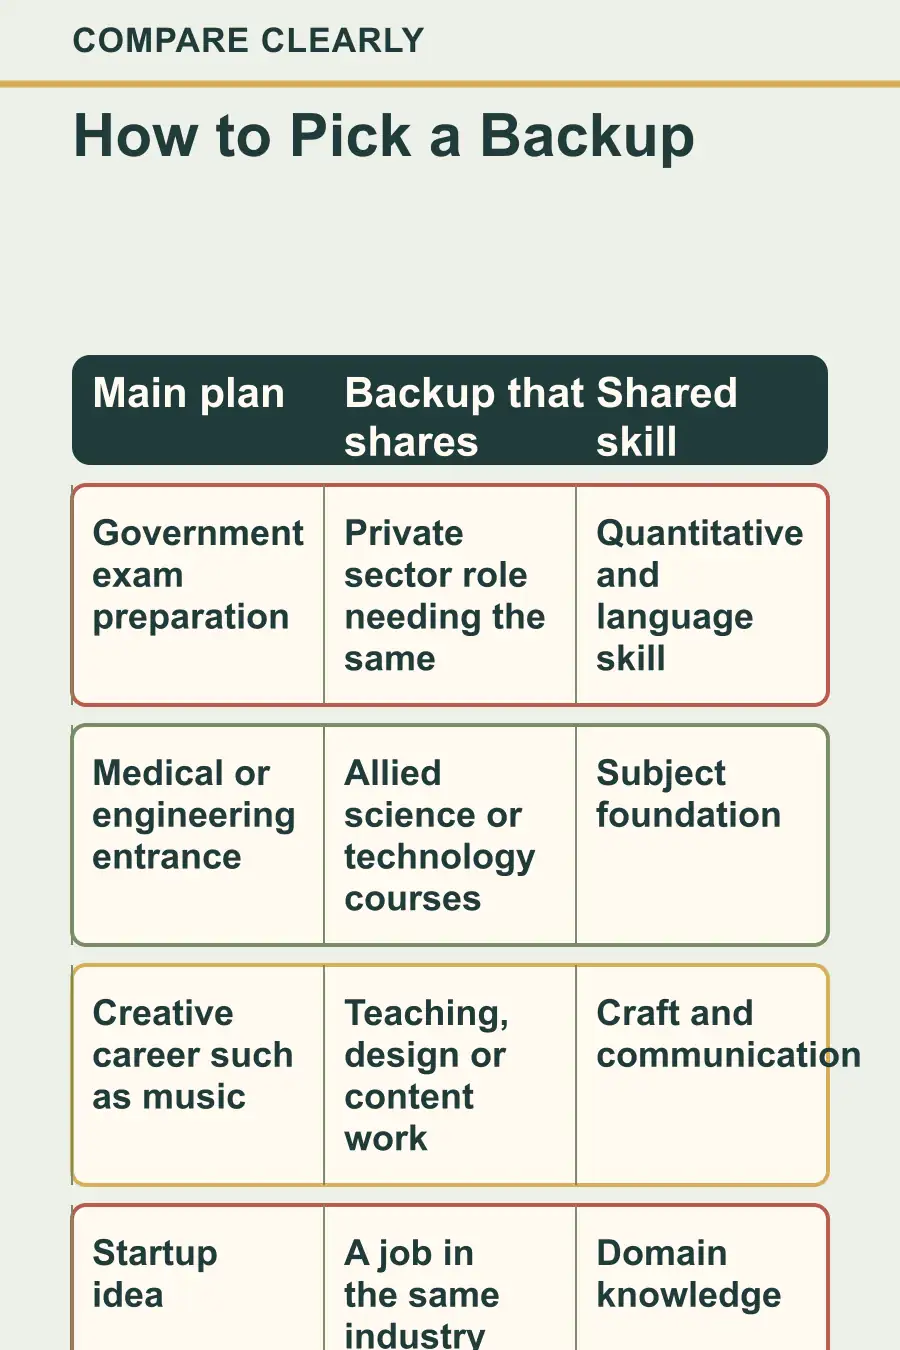 COMPARE CLEARLY
How to Pick a Backup
Main plan
Backup that
shares
Shared
skill
Government
exam
preparation
Private
sector role
needing the
same
Quantitative
and
language
skill
Medical or
engineering
entrance
Allied
science or
technology
courses
Subject
foundation
Creative
career such
as music
Teaching,
design or
content
work
Craft and
communication
Startup
idea
A job in
the same
industry
Domain
knowledge